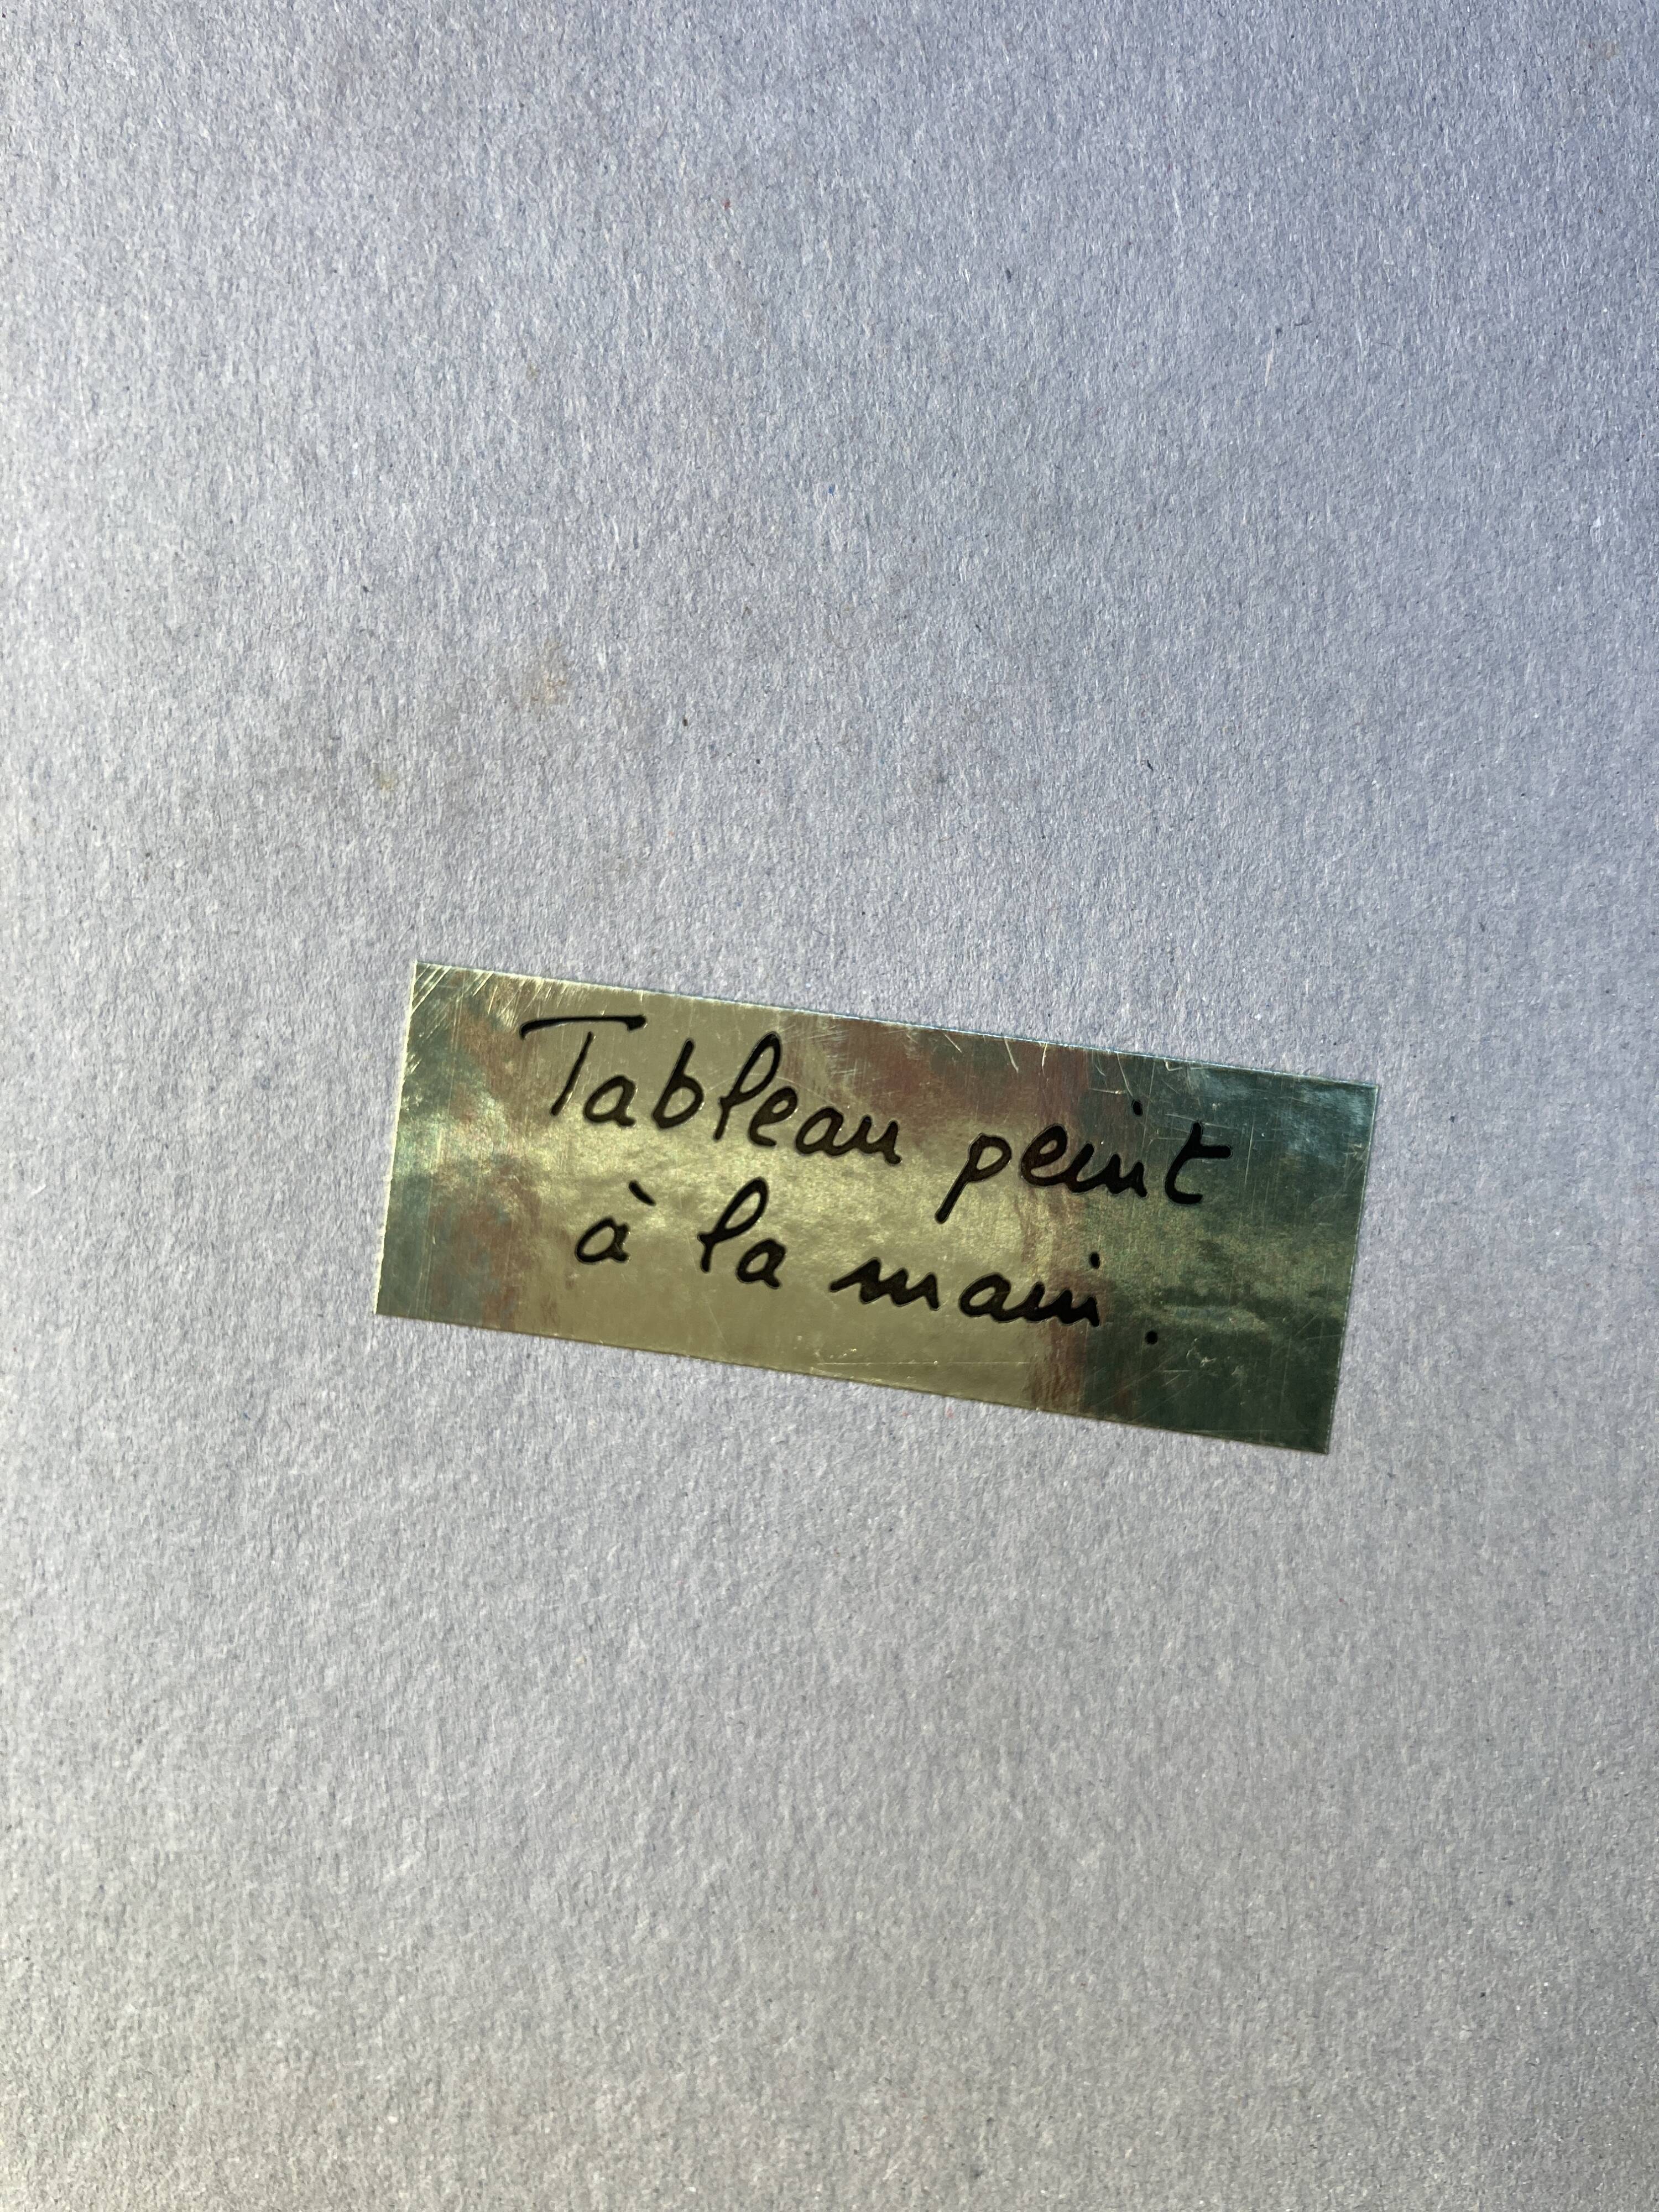 Tableau peint
à la main.